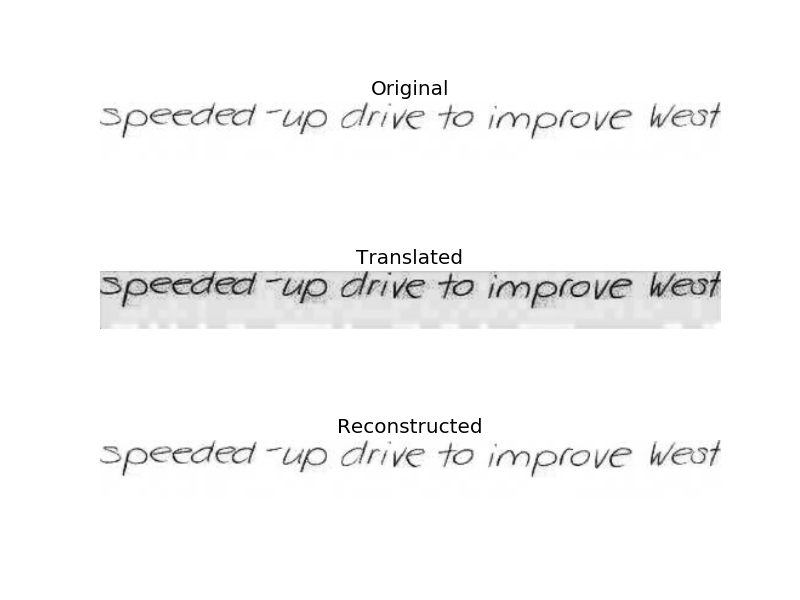 Original
speeded-up drive to improve West
Translated
speeded-up drive to improve West
Reconstructed
speeded-up drive to improve West